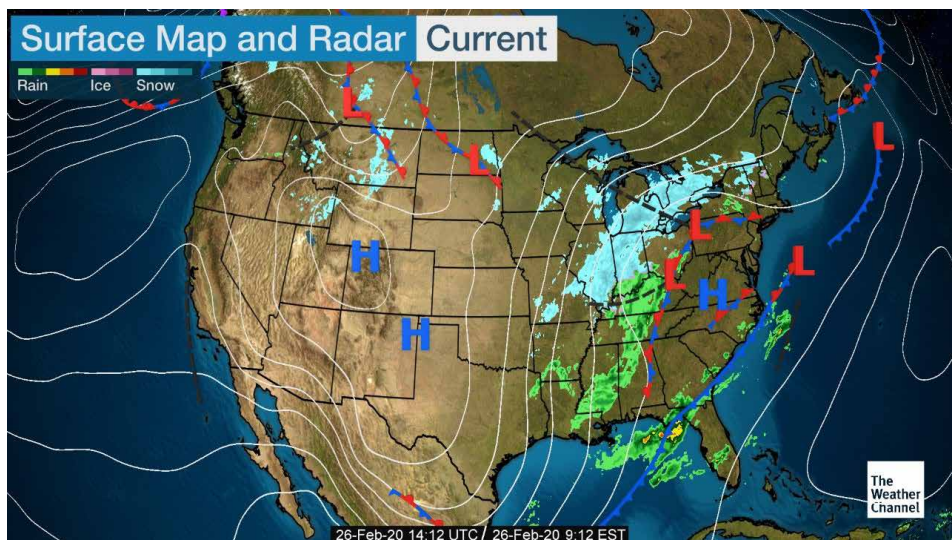 Surface Map and Radar Current
Rain Ice Snow
L
L
L
L
L
H
L
H
L
H
The
Weather
Channel
26-Feb-20 14:12 UTC / 26-Feb-20 9:12 EST